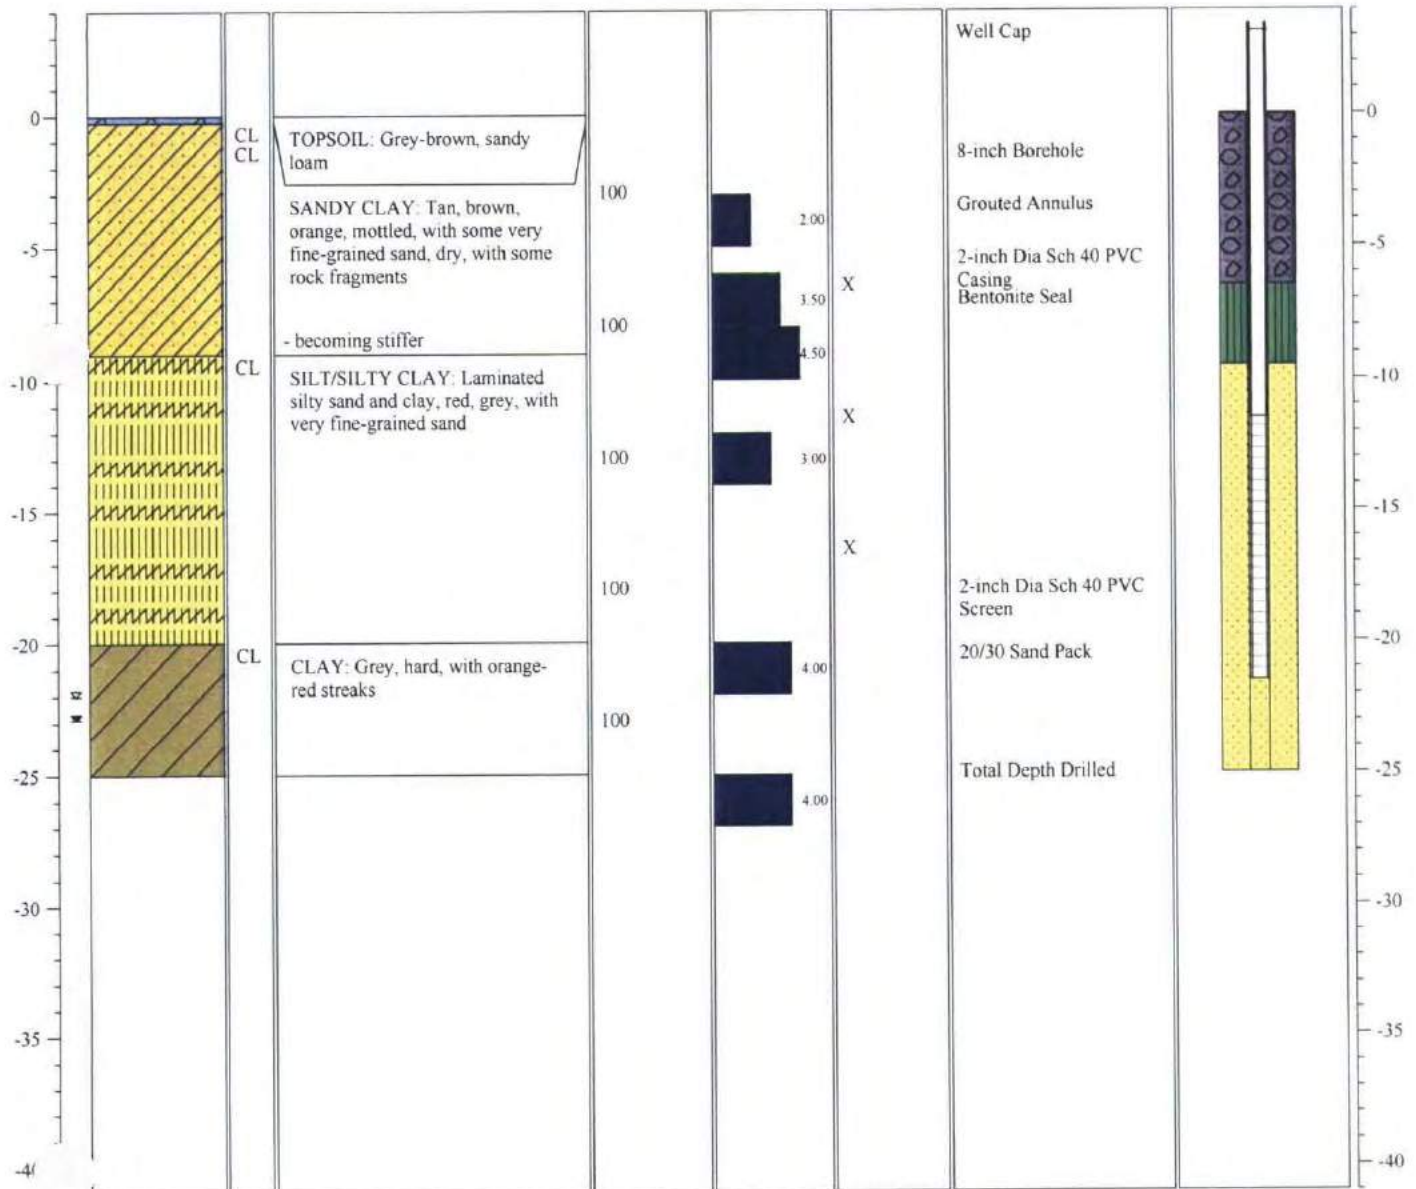 Well Cap
0
0
CL
CL
TOPSOIL: Grey-brown, sandy
loam
8-inch Borehole
100
SANDY CLAY: Tan, brown,
orange, mottled, with some very
fine-grained sand, dry, with some
rock fragments
2.00
Grouted Annulus
-5
-5
2-inch Dia Sch 40 PVC
Casing
X
3.50
Bentonite Seal
100
- becoming stiffer
4.50
CL
-10
-10
SILT/SILTY CLAY: Laminated
silty sand and clay, red, grey, with
very fine-grained sand
X
100
3.00
-15
-15
X
100
2-inch Dia Sch 40 PVC
Screen
-20
-20
CL
CLAY: Grey, hard, with orange-
red streaks
4.00
20/30 Sand Pack
100
-25
-25
Total Depth Drilled
4.00
-30
-30
-35
-35
-40